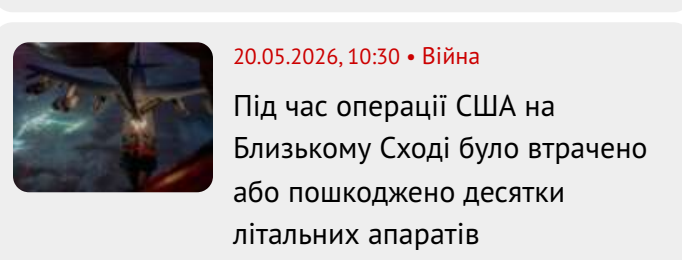 20.05.2026, 10:30 • Війна
Під час операції США на
Близькому Сході було втрачено
або пошкоджено десятки
літальних апаратів